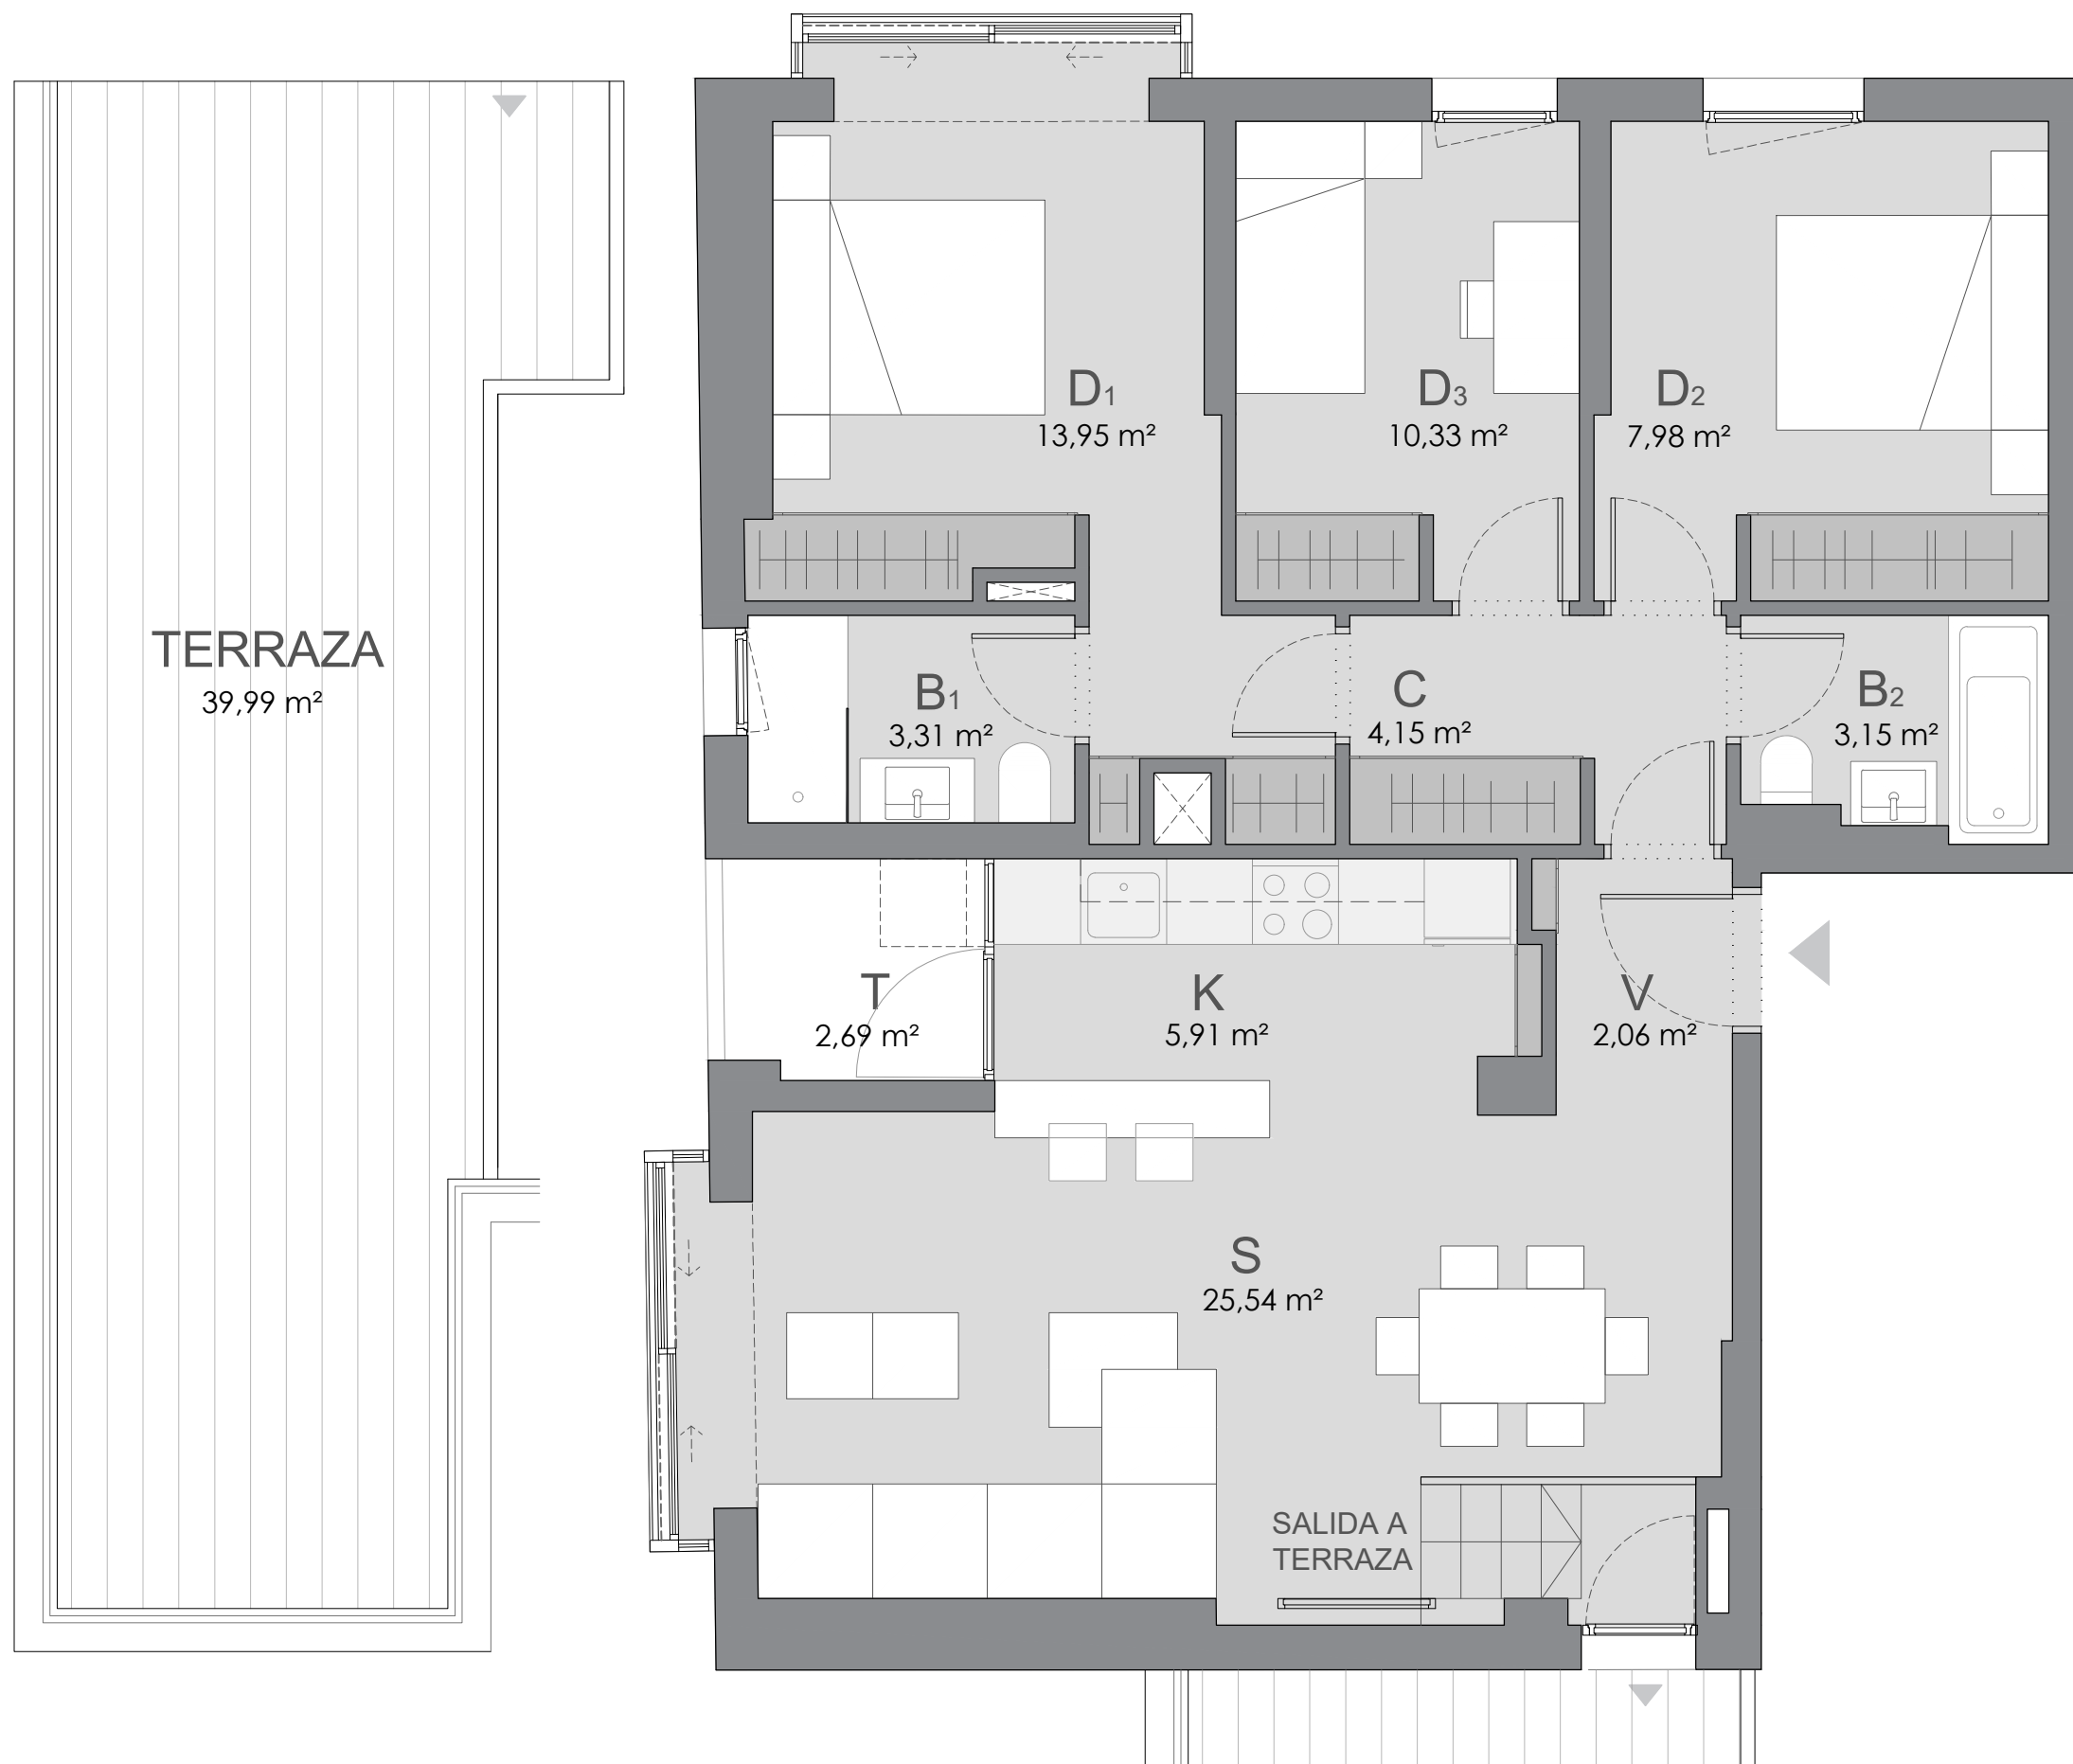 D1
13,95 m²
D3
10,33 m²
D2
7,98 m²
TERRAZA
39,99 m²
B1
3,31 m²
C
4,15 m²
B2
3,15 m²
T
2,69 m²
K
5,91 m²
V
2,06 m²
S
25,54 m²
SALIDA A
TERRAZA